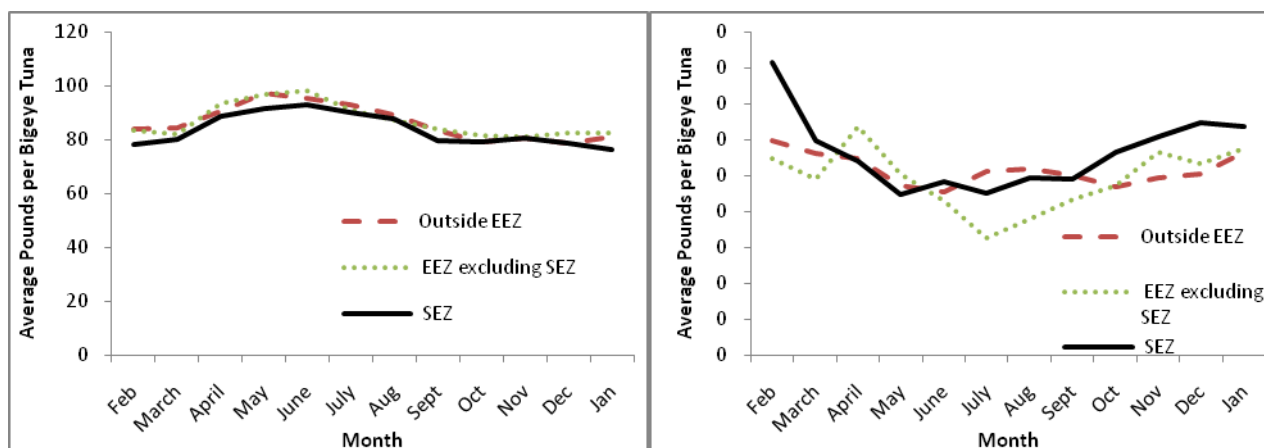 Average Pounds per Bigeye Tuna
120
100
80
60
40
20
0
Outside EEZ
EEZ excluding SEZ
SEZ
Feb
March
April
May
June
July
Aug
Sept
Oct
Nov
Dec
Jan
Month
Average Pounds per Bigeye Tuna
0
0
0
0
0
0
0
0
0
0
Outside EEZ
EEZ excluding
SEZ
SEZ
Feb
March
April
May
June
July
Aug
Sept
Oct
Nov
Dec
Jan
Month